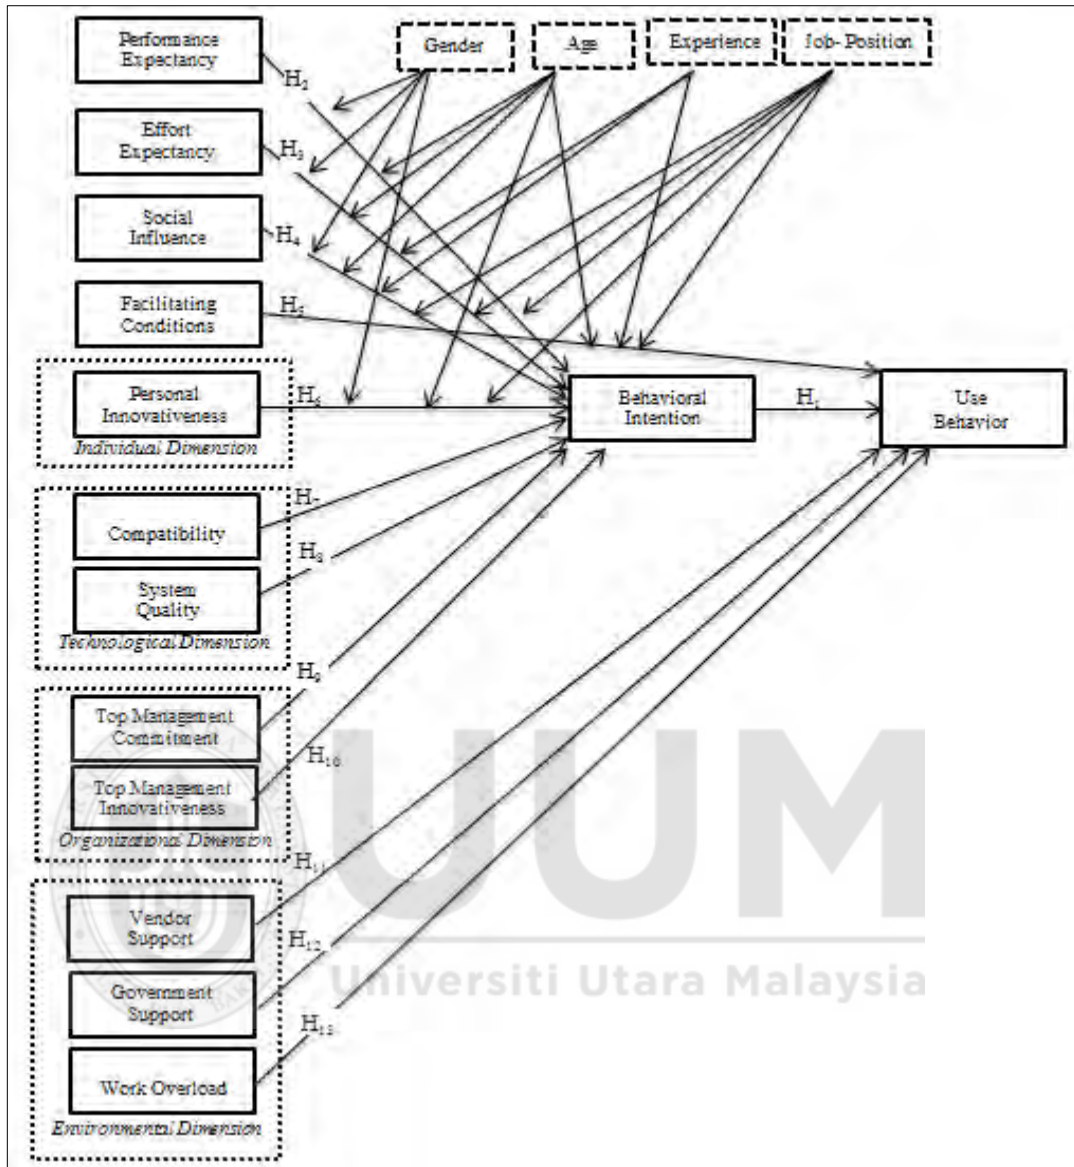 Performance
Expectancy
Gender
Age
Experience
Job-Position
H2
Effort
Expectancy
H3
Social
Influence
H4
Facilitating
Conditions
H5
Personal
Innovativeness
H6
Individual Dimension
Behavioral
Intention
H1
Use
Behavior
Compatibility
H7
System
Quality
H8
Technological Dimension
Top Management
Commitment
H9
Top Management
Innovativeness
H10
Organizational Dimension
Vendor
Support
H11
Government
Support
H12
Work Overload
H13
Environmental Dimension
UUM
Universiti Utara Malaysia